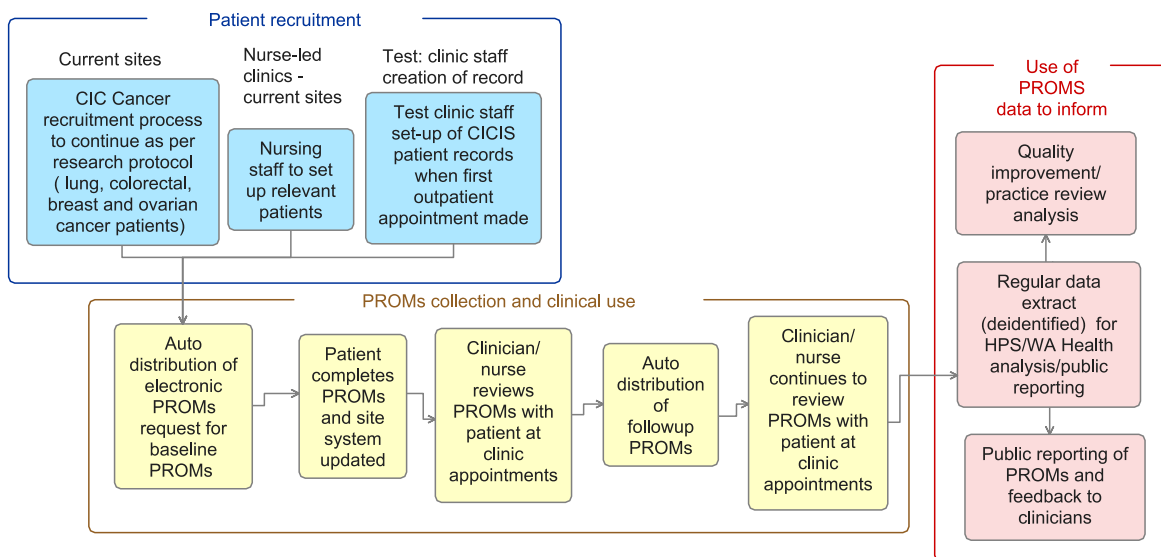 Patient recruitment
Current sites
CIC Cancer
recruitment process
to continue as per
research protocol
( lung, colorectal,
breast and ovarian
cancer patients)
Nurse-led
clinics -
current sites
Nursing
staff to set
up relevant
patients
Test: clinic staff
creation of record
Test clinic staff
set-up of CICIS
patient records
when first
outpatient
appointment made
PROMs collection and clinical use
Auto
distribution of
electronic
PROMs
request for
baseline
PROMs
Patient
completes
PROMs
and site
system
updated
Clinician/
nurse
reviews
PROMs with
patient at
clinic
appointments
Auto
distribution
of
followup
PROMs
Clinician/
nurse
continues to
review
PROMs with
patient at
clinic
appointments
Use of
PROMS
data to inform
Quality
improvement/
practice review
analysis
Regular data
extract
(deidentified) for
HPS/WA Health
analysis/public
reporting
Public reporting of
PROMs and
feedback to
clinicians